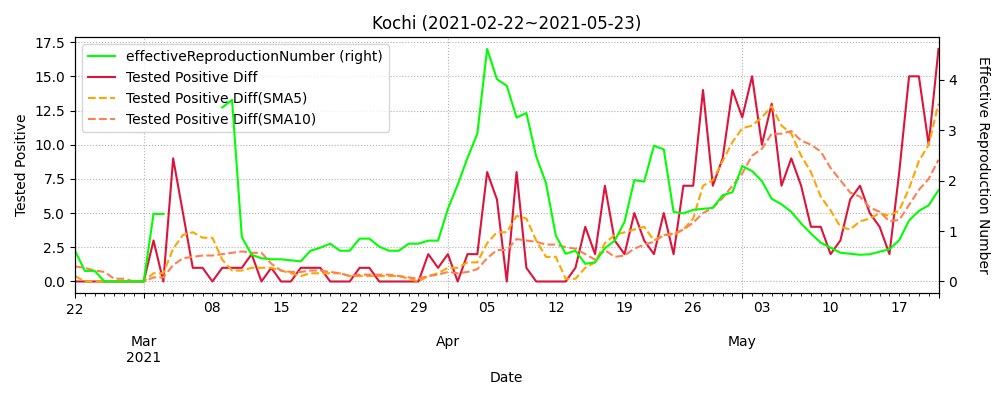 Kochi (2021-02-22~2021-05-23)
effectiveReproductionNumber (right)
Tested Positive Diff
Tested Positive Diff(SMA5)
Tested Positive Diff(SMA10)
Tested Positive
17.5
15.0
12.5
10.0
7.5
5.0
2.5
0.0
Effective Reproduction Number
4
3
2
1
0
22 08 15 22 29 05 12 19 26 03 10 17
Mar Apr May
2021
Date